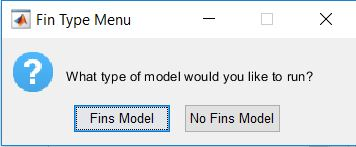 Fin Type Menu
What type of model would you like to run?
Fins Model No Fins Model